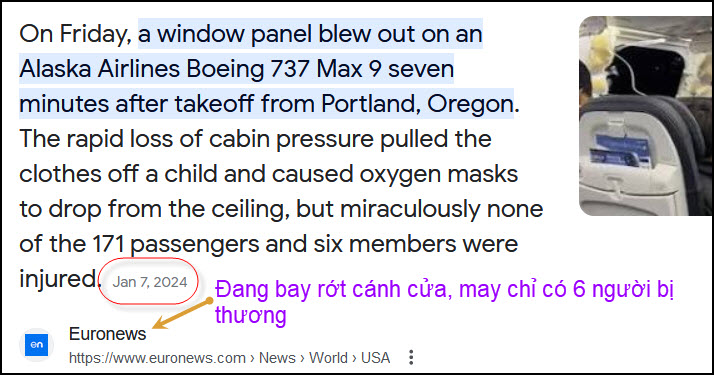 On Friday, a window panel blew out on an
Alaska Airlines Boeing 737 Max 9 seven
minutes after takeoff from Portland, Oregon.
The rapid loss of cabin pressure pulled the
clothes off a child and caused oxygen masks
to drop from the ceiling, but miraculously none
of the 171 passengers and six members were
injured. Jan 7, 2024
Đang bay rớt cánh cửa, may chỉ có 6 người bị
thương
en
Euronews
https://www.euronews.com › News › World › USA